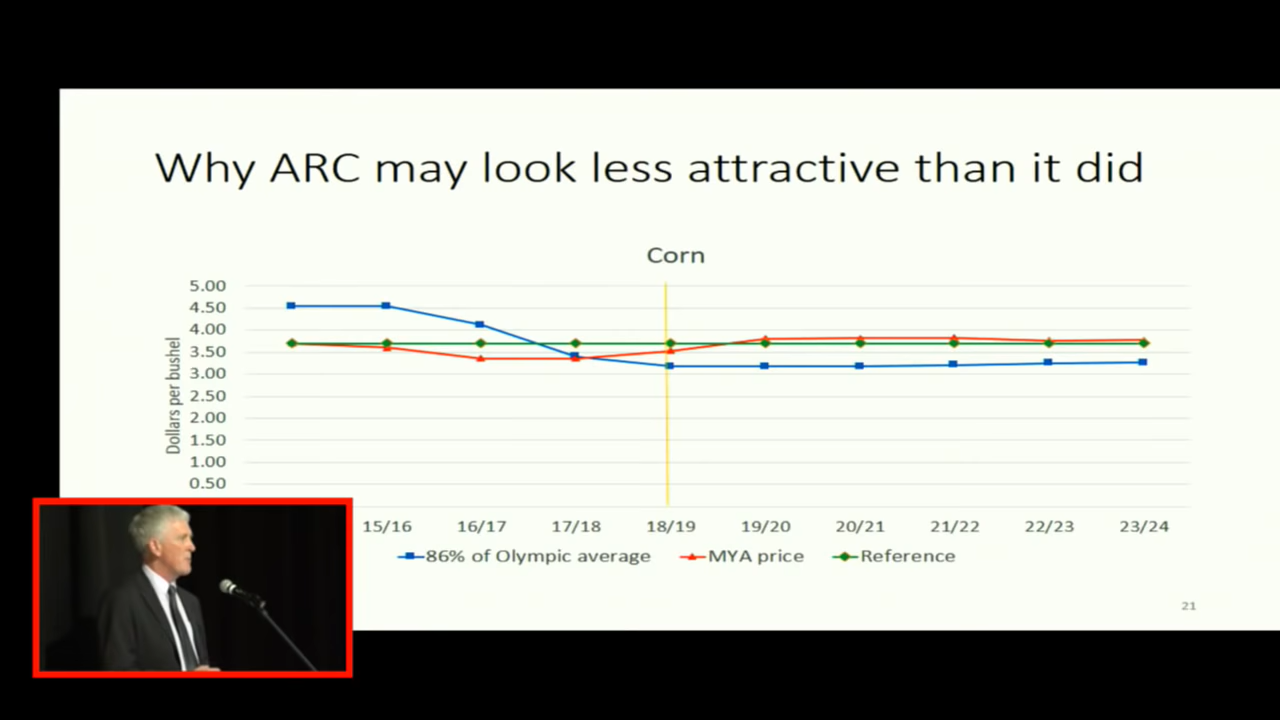 Why ARC may look less attractive than it did
Corn
Dollars per bushel
5.00
4.50
4.00
3.50
3.00
2.50
2.00
1.50
1.00
0.50
15/16 16/17 17/18 18/19 19/20 20/21 21/22 22/23 23/24
86% of Olympic average MYA price Reference
21